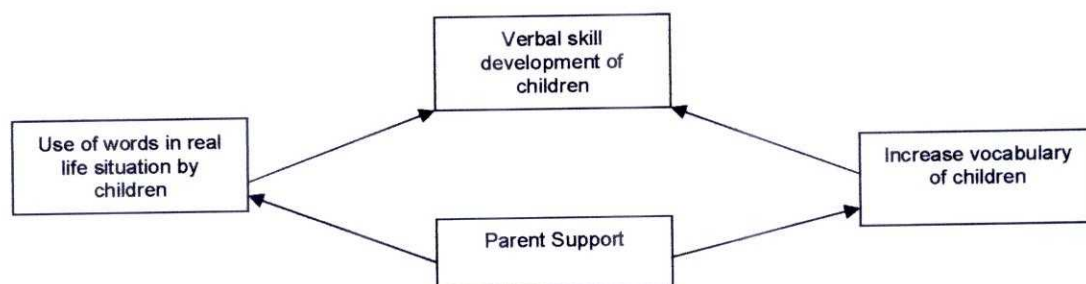 Verbal skill
development of
children
Use of words in real
life situation by
children
Increase vocabulary
of children
Parent Support